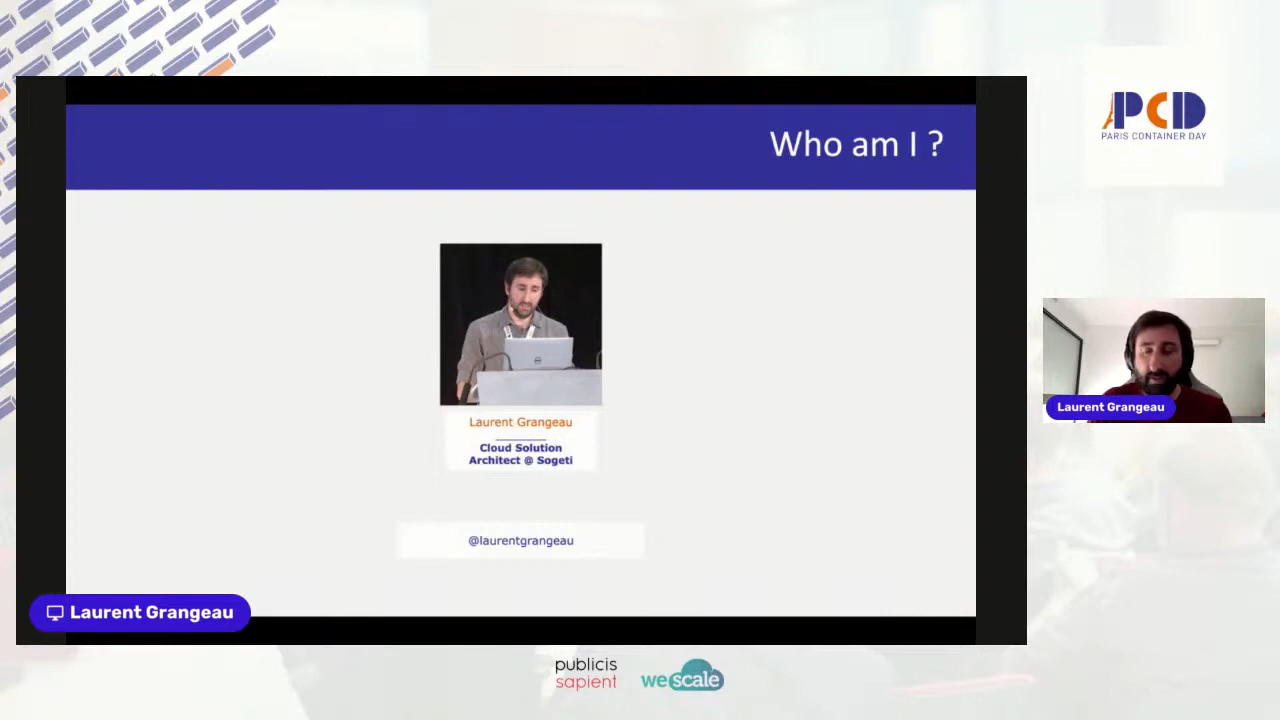 Who am I ?
PCD
PARIS CONTAINER DAY
Laurent Grangeau
Cloud Solution
Architect @ Sogeti
@laurentgrangeau
Laurent Grangeau
Laurent Grangeau
publicis
sapient
wescale